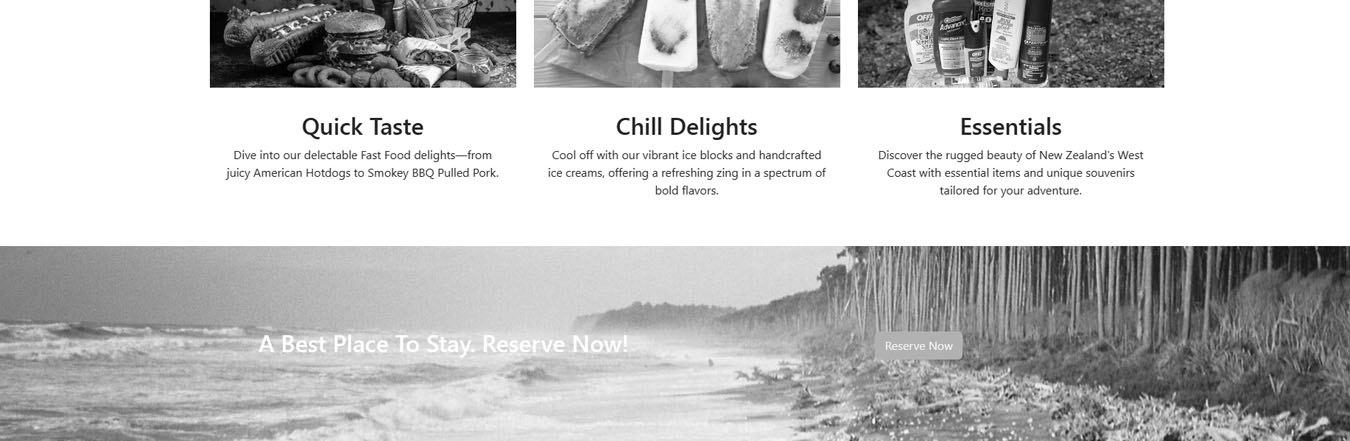 OFF!
Cutter
Advanced
Quick Taste
Chill Delights
Essentials
Dive into our delectable Fast Food delights—from
juicy American Hotdogs to Smokey BBQ Pulled Pork.
Cool off with our vibrant ice blocks and handcrafted
ice creams, offering a refreshing zing in a spectrum of
bold flavors.
Discover the rugged beauty of New Zealand's West
Coast with essential items and unique souvenirs
tailored for your adventure.
A Best Place To Stay. Reserve Now!
Reserve Now